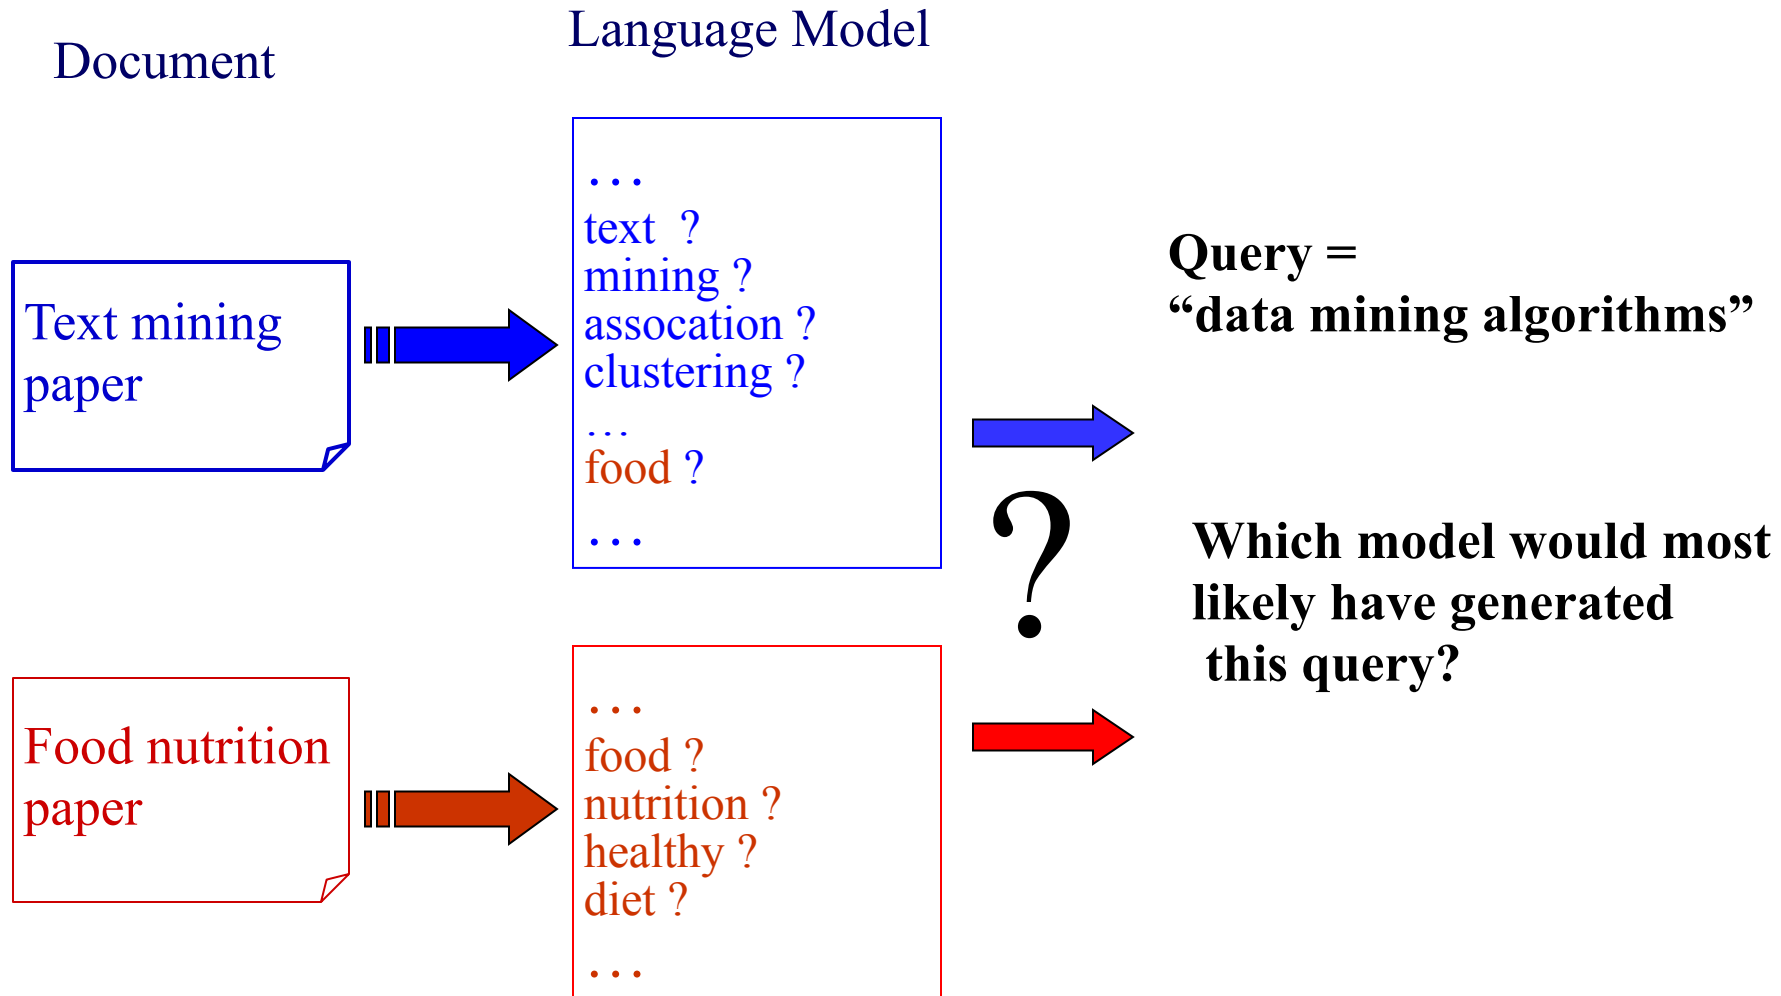 Document
Language Model
Text mining
paper
…
text ?
mining ?
assocation ?
clustering ?
…
food ?
…
Query =
“data mining algorithms”
?
Which model would most
likely have generated
this query?
Food nutrition
paper
…
food ?
nutrition ?
healthy ?
diet ?
…